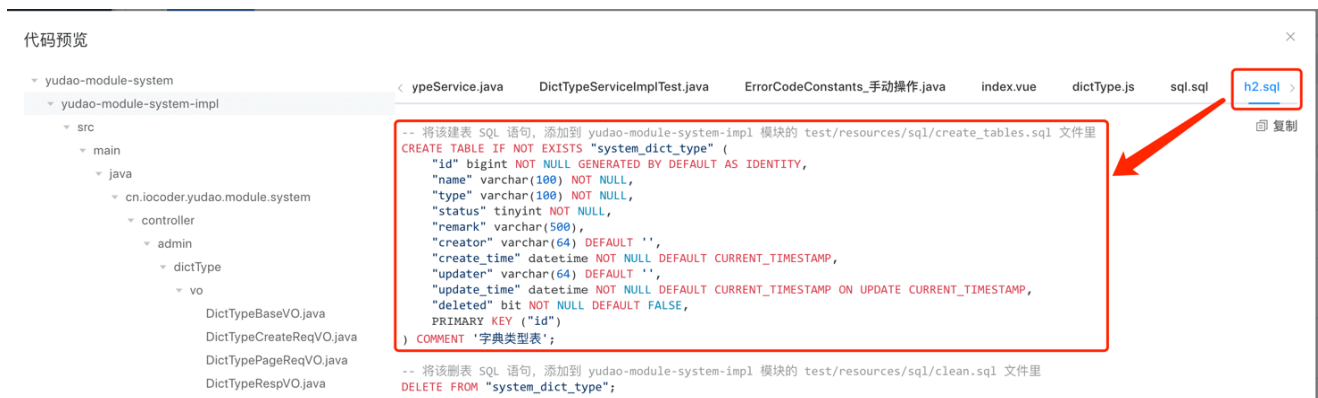 代码预览
yudao-module-system
yudao-module-system-impl
src
main
java
cn.iocoder.yudao.module.system
controller
admin
dictType
vo
DictTypeBaseVO.java
DictTypeCreateReqVO.java
DictTypePageReqVO.java
DictTypeRespVO.java
ypeService.java DictTypeServiceImplTest.java ErrorCodeConstants_手动操作.java index.vue dictType.js sql.sql h2.sql
复制
-- 将该建表 SQL 语句，添加到 yudao-module-system-impl 模块的 test/resources/sql/create_tables.sql 文件里
CREATE TABLE IF NOT EXISTS "system_dict_type" (
"id" bigint NOT NULL GENERATED BY DEFAULT AS IDENTITY,
"name" varchar(100) NOT NULL,
"type" varchar(100) NOT NULL,
"status" tinyint NOT NULL,
"remark" varchar(500),
"creator" varchar(64) DEFAULT '',
"create_time" datetime NOT NULL DEFAULT CURRENT_TIMESTAMP,
"updater" varchar(64) DEFAULT '',
"update_time" datetime NOT NULL DEFAULT CURRENT_TIMESTAMP ON UPDATE CURRENT_TIMESTAMP,
"deleted" bit NOT NULL DEFAULT FALSE,
PRIMARY KEY ("id")
) COMMENT '字典类型表';
-- 将该删表 SQL 语句，添加到 yudao-module-system-impl 模块的 test/resources/sql/clean.sql 文件里
DELETE FROM "system_dict_type";